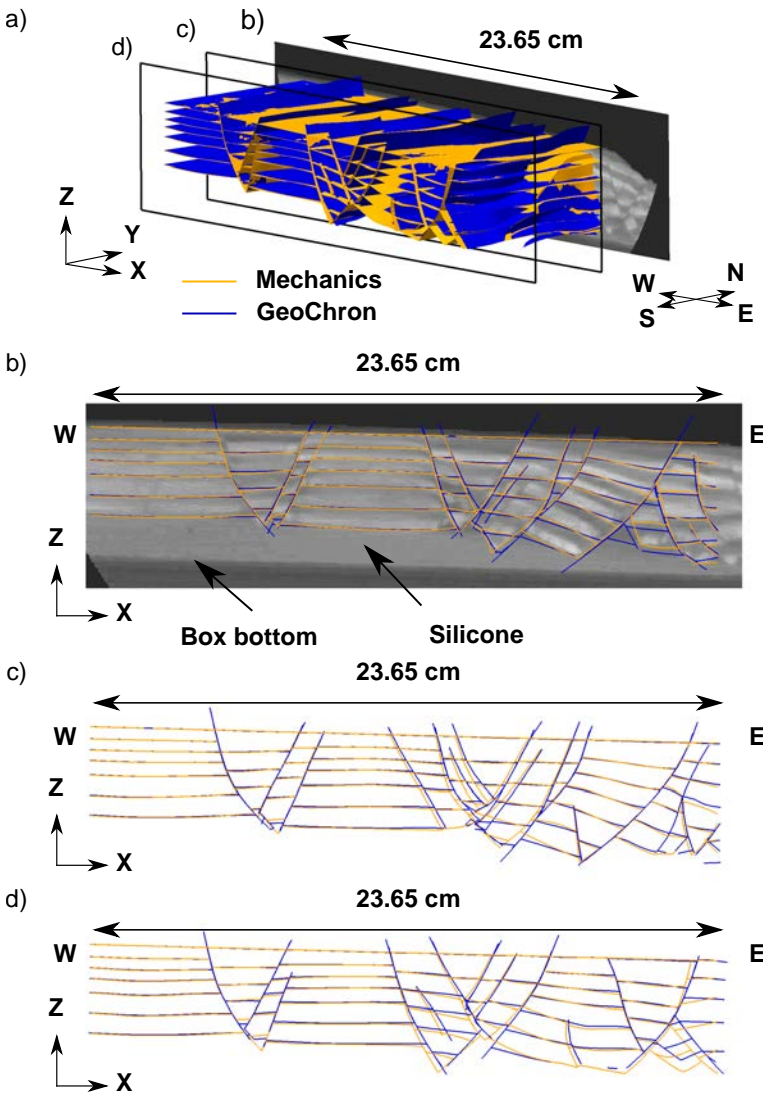 a)
d)
c)
b)
23.65 cm
Z
Y
X
Mechanics
GeoChron
W
N
S
E
b)
23.65 cm
W
E
Z
X
Box bottom
Silicone
c)
23.65 cm
W
E
Z
X
d)
23.65 cm
W
E
Z
X